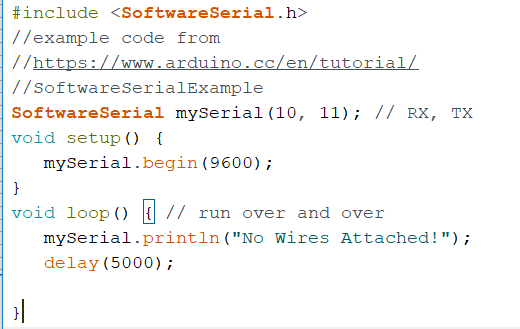 #include <SoftwareSerial.h>
//example code from
//https://www.arduino.cc/en/tutorial/
//SoftwareSerialExample
SoftwareSerial mySerial(10, 11); // RX, TX
void setup() {
   mySerial.begin(9600);
}
void loop() { // run over and over
   mySerial.println("No Wires Attached!");
   delay(5000);

}